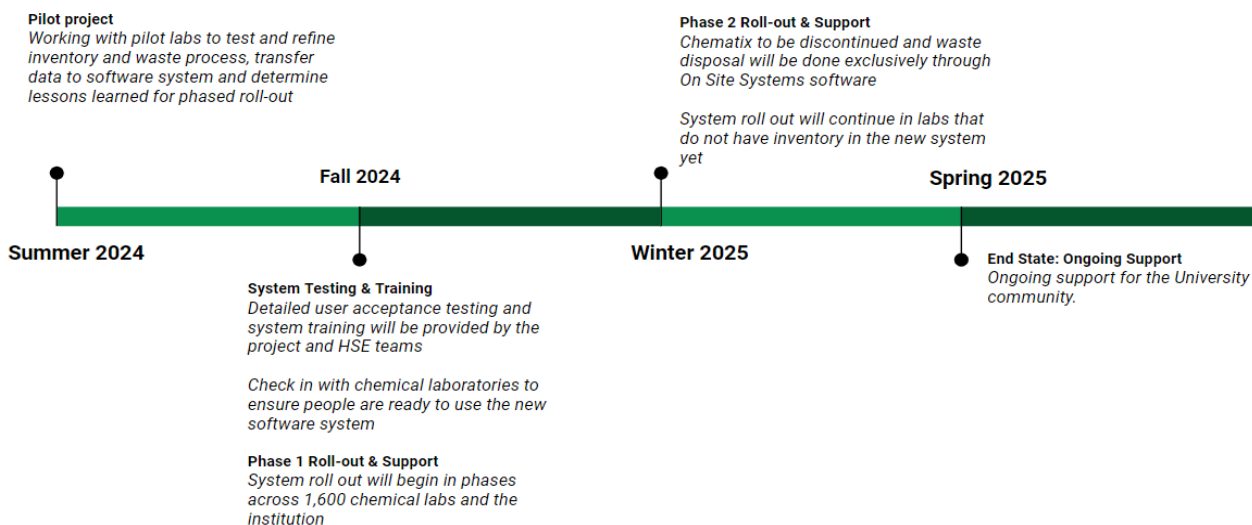 Pilot project
Working with pilot labs to test and refine
inventory and waste process, transfer
data to software system and determine
lessons learned for phased roll-out
Phase 2 Roll-out & Support
Chematix to be discontinued and waste
disposal will be done exclusively through
On Site Systems software
System roll out will continue in labs that
do not have inventory in the new system
yet
Fall 2024
Spring 2025
Summer 2024
Winter 2025
System Testing & Training
Detailed user acceptance testing and
system training will be provided by the
project and HSE teams
Check in with chemical laboratories to
ensure people are ready to use the new
software system
Phase 1 Roll-out & Support
System roll out will begin in phases
across 1,600 chemical labs and the
institution
End State: Ongoing Support
Ongoing support for the University
community.